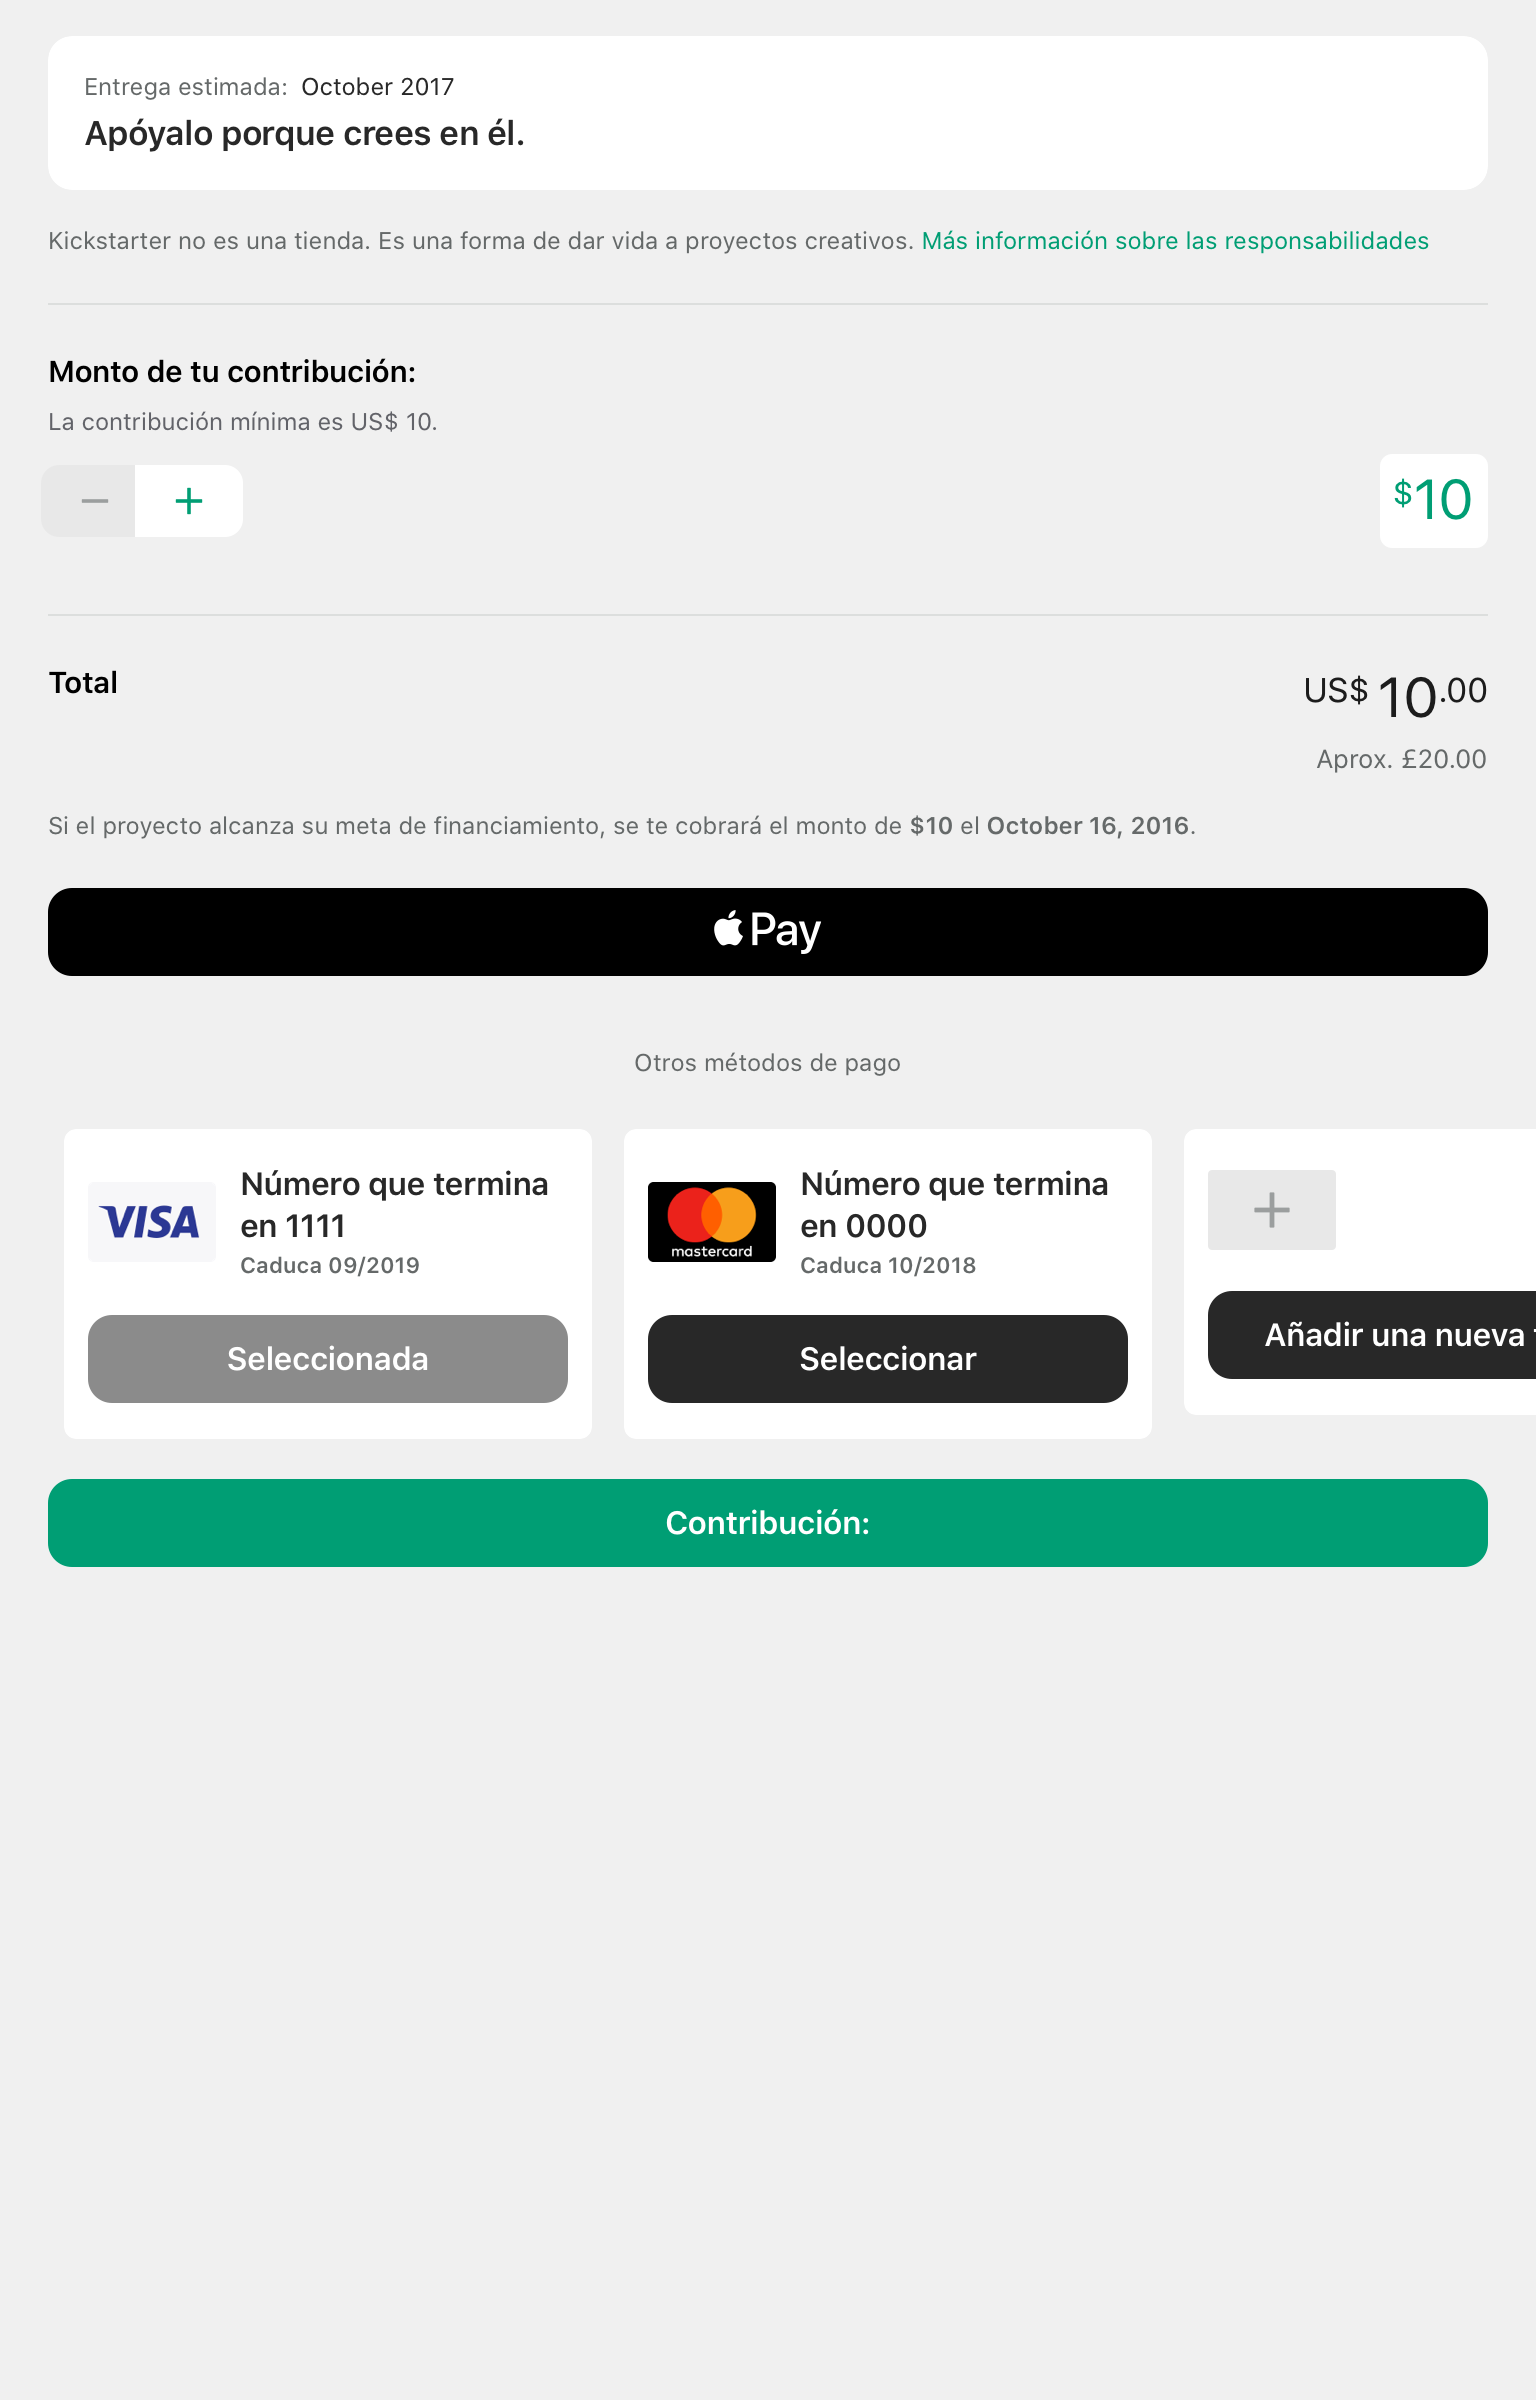 Entrega estimada: October 2017
Apóyalo porque crees en él.
Kickstarter no es una tienda. Es una forma de dar vida a proyectos creativos. Más información sobre las responsabilidades
Monto de tu contribución:
La contribución mínima es US$ 10.
$10
Total
US$ 10.00
Aprox. £20.00
Si el proyecto alcanza su meta de financiamiento, se te cobrará el monto de $10 el October 16, 2016.
Pay
Otros métodos de pago
VISA
Número que termina
en 1111
Caduca 09/2019
Seleccionada
mastercard
Número que termina
en 0000
Caduca 10/2018
Seleccionar
Añadir una nueva
Contribución: